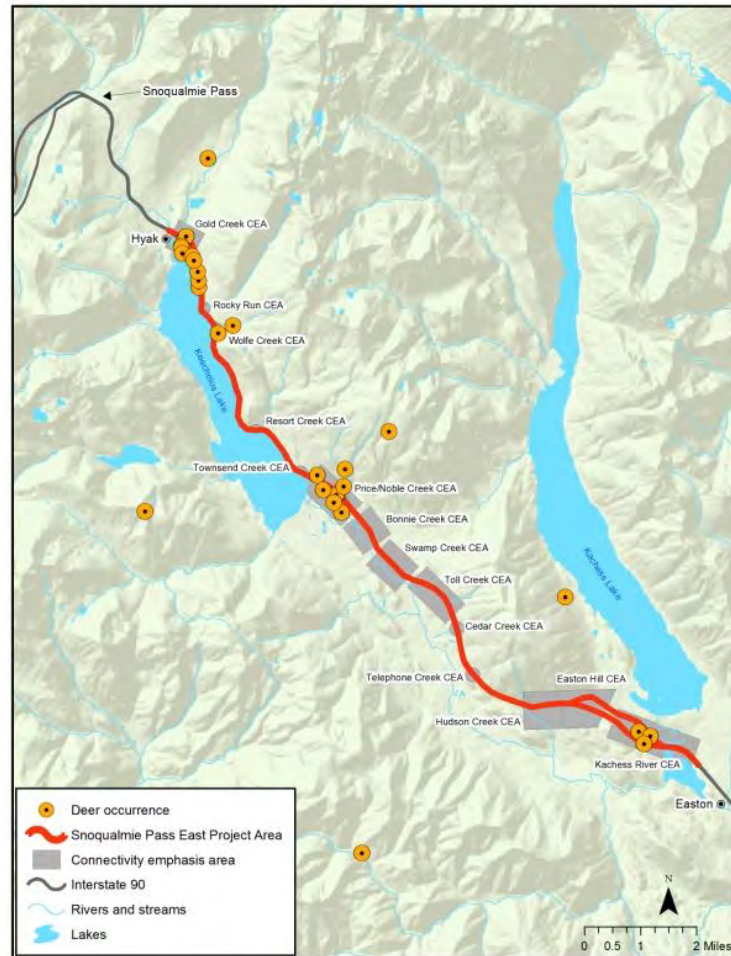 Snoqualmie Pass
Gold Creek CEA
Hyak
Rocky Run CEA
Wolfe Creek CEA
Keechelus Lake
Resort Creek CEA
Townsend Creek CEA
Price/Noble Creek CEA
Bonnie Creek CEA
Swamp Creek CEA
Toll Creek CEA
Kachess Lake
Cedar Creek CEA
Telephone Creek CEA
Easton Hill CEA
Hudson Creek CEA
Kachess River CEA
Easton
Deer occurrence
Snoqualmie Pass East Project Area
Connectivity emphasis area
Interstate 90
Rivers and streams
Lakes
N
0 0.5 1 2 Miles